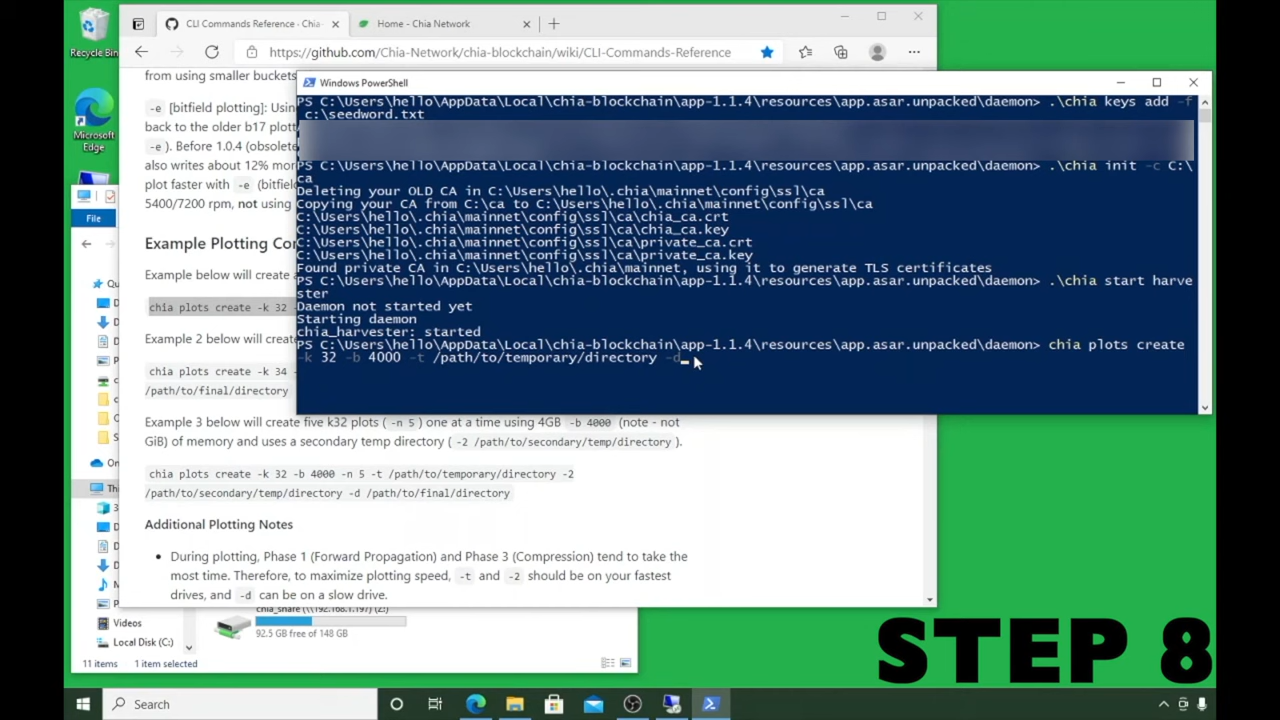 Recycle Bin
Microsoft
Edge
CLI Commands Reference · Chia-
Home - Chia Network
https://github.com/Chia-Network/chia-blockchain/wiki/CLI-Commands-Reference
from using smaller buckets
-e [bitfield plotting]: Using
back to the older b17 plott
-e ). Before 1.0.4 (obsolete
also writes about 12% more
plot faster with -e (bitfield
5400/7200 rpm, not using
Example Plotting Co
Example below will create a
chia plots create -k 32
Example 2 below will create
chia plots create -k 34 -
/path/to/final/directory
Example 3 below will create five k32 plots ( -n 5 ) one at a time using 4GB -b 4000 (note - not
GiB) of memory and uses a secondary temp directory ( -2 /path/to/secondary/temp/directory ).
chia plots create -k 32 -b 4000 -n 5 -t /path/to/temporary/directory -2
/path/to/secondary/temp/directory -d /path/to/final/directory
Additional Plotting Notes
• During plotting, Phase 1 (Forward Propagation) and Phase 3 (Compression) tend to take the
most time. Therefore, to maximize plotting speed, -t and -2 should be on your fastest
drives, and -d can be on a slow drive.
Windows PowerShell
PS C:\Users\hello\AppData\Local\chia-blockchain\app-1.1.4\resources\app.asar.unpacked\daemon> .\chia keys add -f
c:\seedword.txt
PS C:\Users\hello\AppData\Local\chia-blockchain\app-1.1.4\resources\app.asar.unpacked\daemon> .\chia init -c C:\
ca
Deleting your OLD CA in C:\Users\hello\.chia\mainnet\config\ssl\ca
Copying your CA from C:\ca to C:\Users\hello\.chia\mainnet\config\ssl\ca
C:\Users\hello\.chia\mainnet\config\ssl\ca\chia_ca.crt
C:\Users\hello\.chia\mainnet\config\ssl\ca\chia_ca.key
C:\Users\hello\.chia\mainnet\config\ssl\ca\private_ca.crt
C:\Users\hello\.chia\mainnet\config\ssl\ca\private_ca.key
Found private CA in C:\Users\hello\.chia\mainnet, using it to generate TLS certificates
PS C:\Users\hello\AppData\Local\chia-blockchain\app-1.1.4\resources\app.asar.unpacked\daemon> .\chia start harve
ster
Daemon not started yet
Starting daemon
chia_harvester: started
PS C:\Users\hello\AppData\Local\chia-blockchain\app-1.1.4\resources\app.asar.unpacked\daemon> chia plots create
-k 32 -b 4000 -t /path/to/temporary/directory -d
File
Qu
On
Thi
Videos
Local Disk (C:)
chia_share (\\192.168.1.197) (Z:)
92.5 GB free of 148 GB
11 items
1 item selected
STEP 8
Search